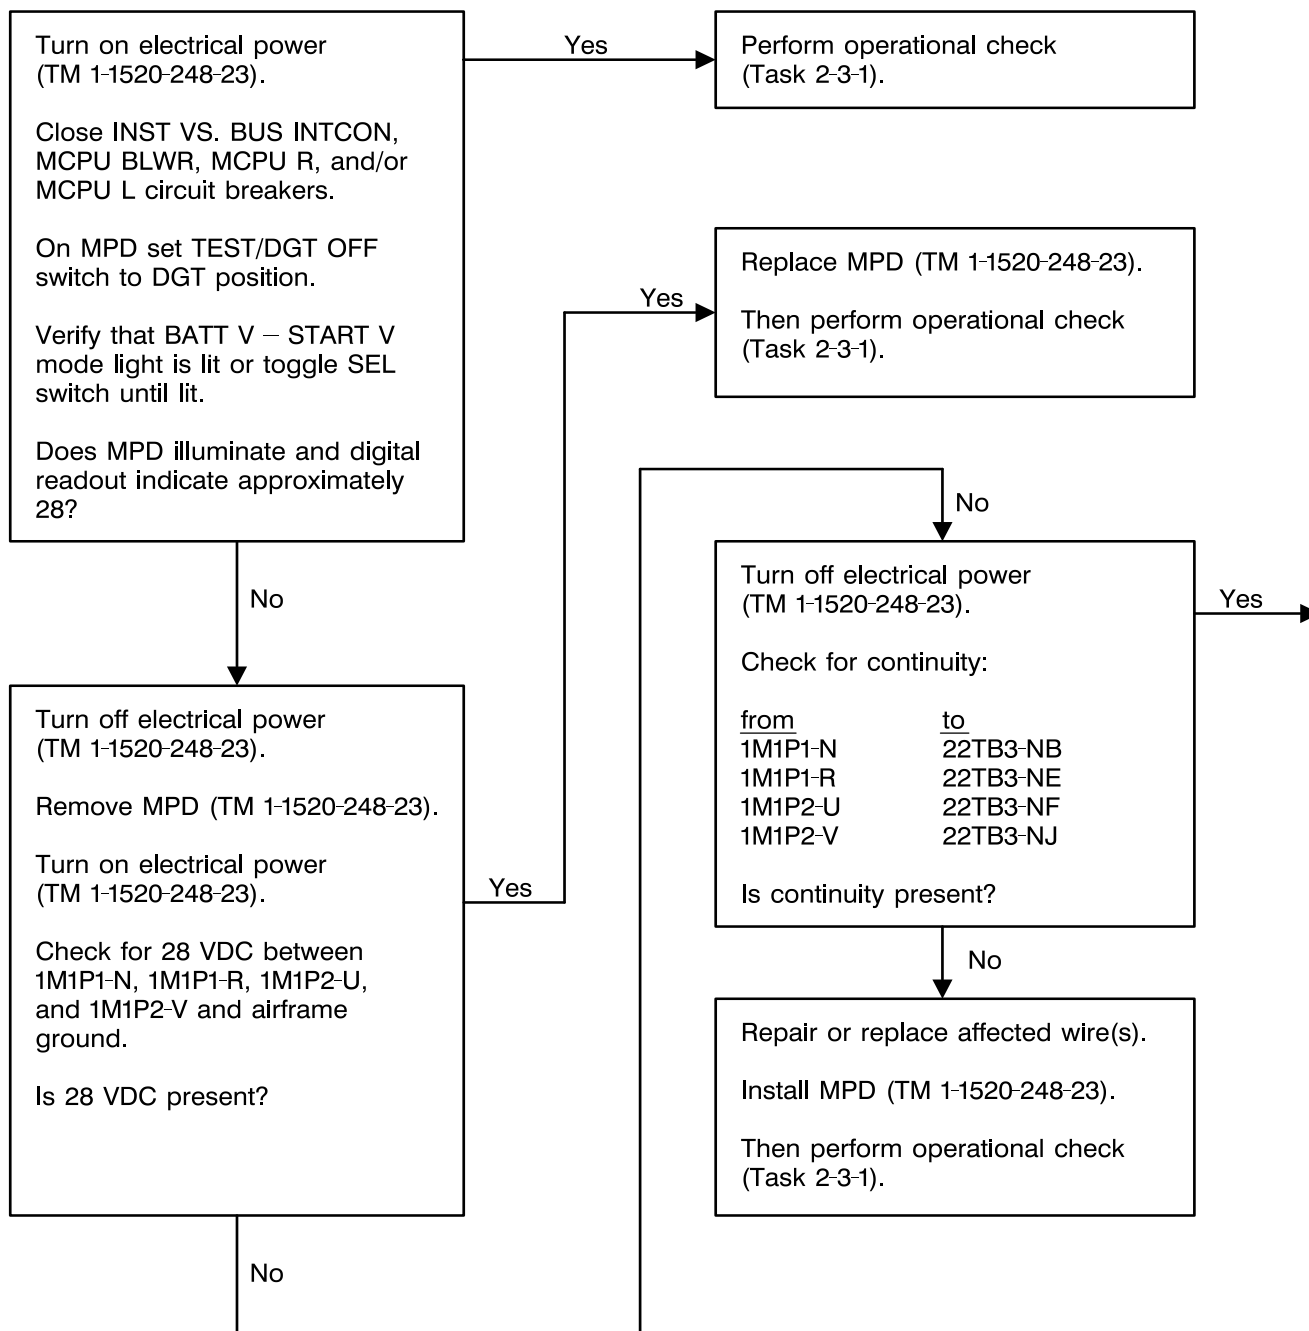 Turn on electrical power
(TM 1-1520-248-23).
Close INST VS. BUS INTCON,
MCPU BLWR, MCPU R, and/or
MCPU L circuit breakers.
On MPD set TEST/DGT OFF
switch to DGT position.
Verify that BATT V – START V
mode light is lit or toggle SEL
switch until lit.
Does MPD illuminate and digital
readout indicate approximately
28?
Yes
Perform operational check
(Task 2-3-1).
No
Turn off electrical power
(TM 1-1520-248-23).
Remove MPD (TM 1-1520-248-23).
Turn on electrical power
(TM 1-1520-248-23).
Check for 28 VDC between
1M1P1-N, 1M1P1-R, 1M1P2-U,
and 1M1P2-V and airframe
ground.
Is 28 VDC present?
Yes
Yes
Replace MPD (TM 1-1520-248-23).
Then perform operational check
(Task 2-3-1).
No
No
Turn off electrical power
(TM 1-1520-248-23).
Check for continuity:
from to
1M1P1-N 22TB3-NB
1M1P1-R 22TB3-NE
1M1P2-U 22TB3-NF
1M1P2-V 22TB3-NJ
Is continuity present?
Yes
No
Repair or replace affected wire(s).
Install MPD (TM 1-1520-248-23).
Then perform operational check
(Task 2-3-1).